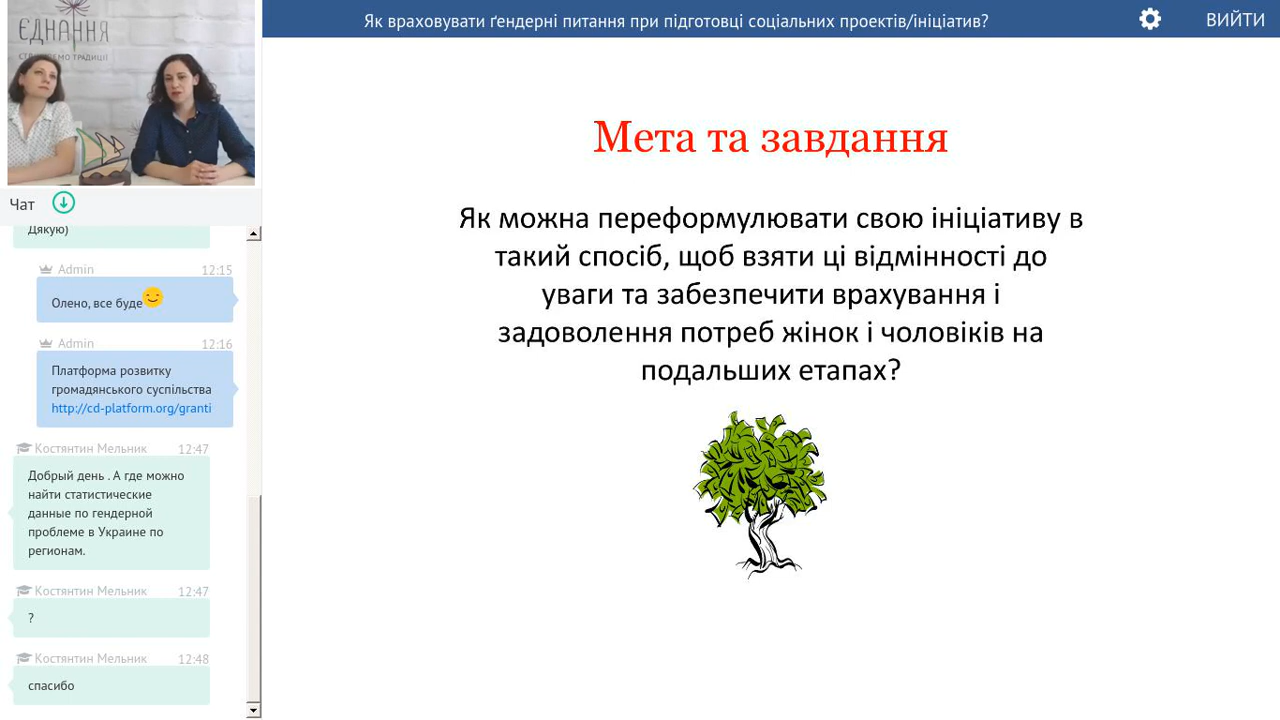 ЄДНАННЯ
Як враховувати ґендерні питання при підготовці соціальних проектів/ініціатив?
ВИЙТИ
Чат
Дякую)
Admin 12:15
Олено, все буде
Admin 12:16
Платформа розвитку
громадянського суспільства
http://cd-platform.org/granti
Костянтин Мельник 12:47
Добрый день . А где можно
найти статистические
данные по гендерной
проблеме в Украине по
регионам.
Костянтин Мельник 12:47
?
Костянтин Мельник 12:48
спасибо
Мета та завдання
Як можна переформулювати свою ініціативу в
такий спосіб, щоб взяти ці відмінності до
уваги та забезпечити врахування і
задоволення потреб жінок і чоловіків на
подальших етапах?